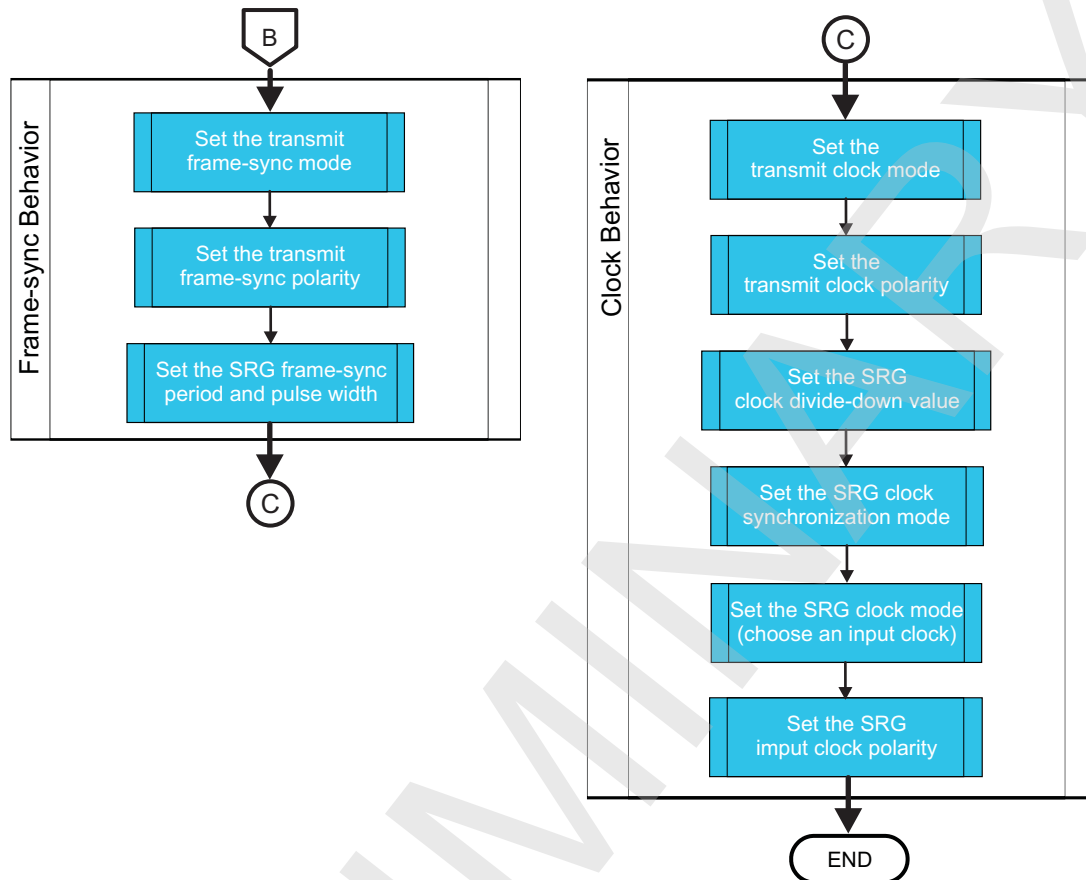 B
Frame-sync Behavior
Set the transmit
frame-sync mode
Set the transmit
frame-sync polarity
Set the SRG frame-sync
period and pulse width
C
C
Clock Behavior
Set the
transmit clock mode
Set the
transmit clock polarity
Set the SRG
clock divide-down value
Set the SRG clock
synchronization mode
Set the SRG clock mode
(choose an input clock)
Set the SRG
imput clock polarity
END
IMINARY